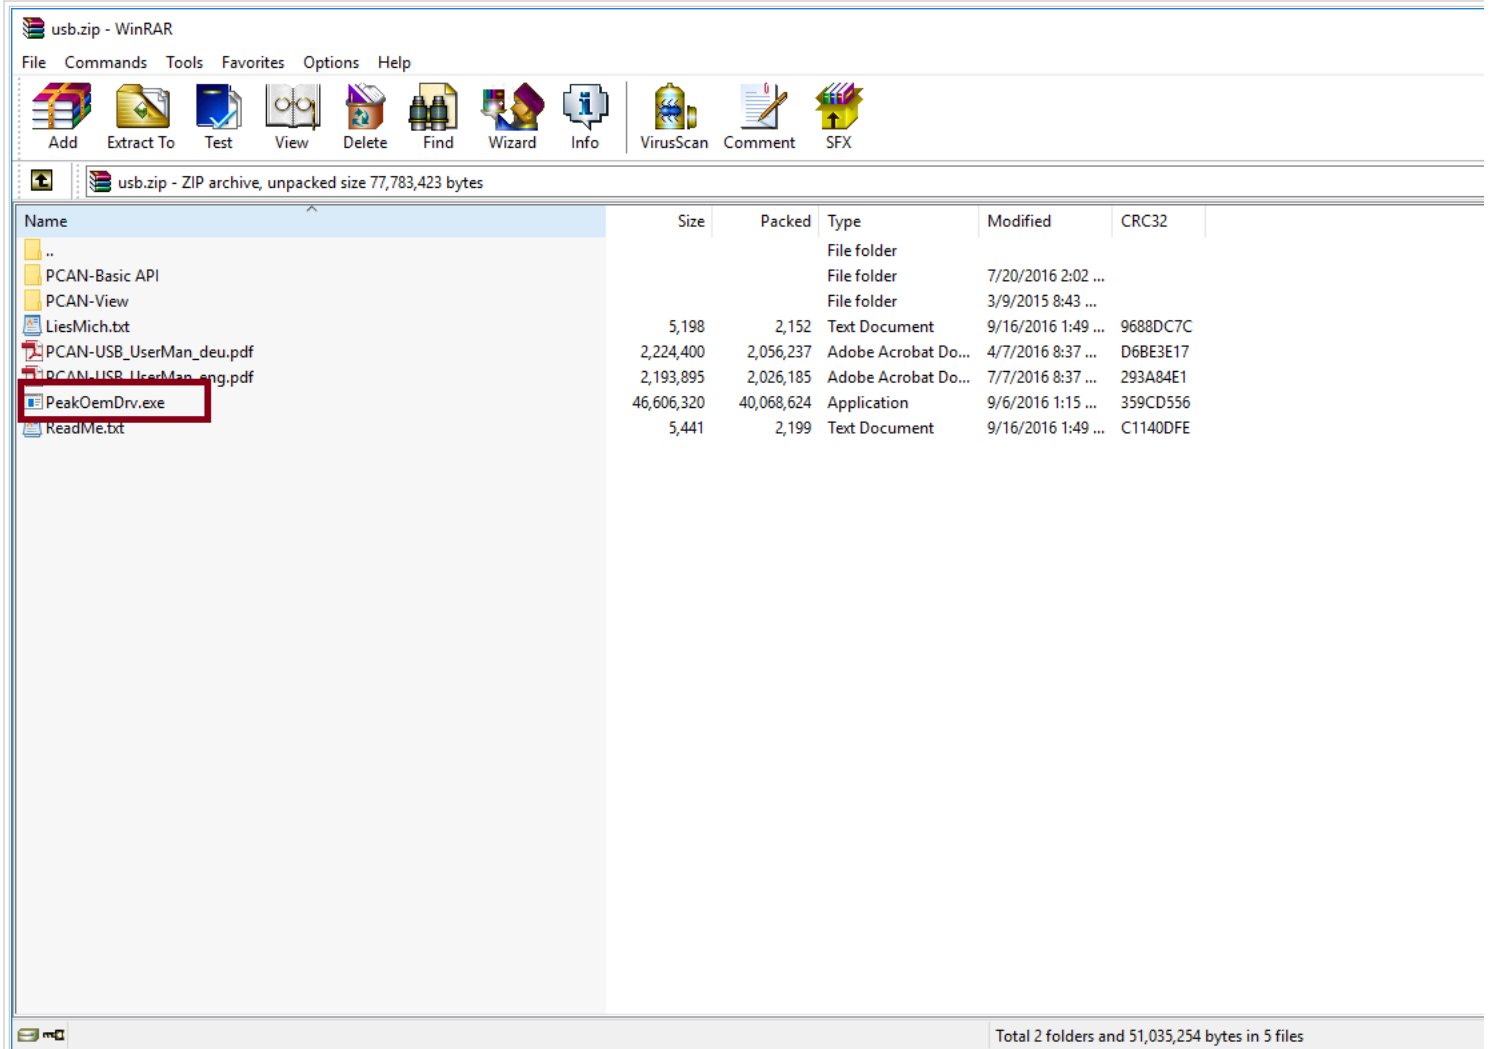 usb.zip - WinRAR
File Commands Tools Favorites Options Help
Add Extract To Test View Delete Find Wizard Info VirusScan Comment SFX
usb.zip - ZIP archive, unpacked size 77,783,423 bytes
Name Size Packed Type Modified CRC32
.. File folder
PCAN-Basic API File folder 7/20/2016 2:02 ...
PCAN-View File folder 3/9/2015 8:43 ...
LiesMich.txt 5,198 2,152 Text Document 9/16/2016 1:49 ... 9688DC7C
PCAN-USB_UserMan_deu.pdf 2,224,400 2,056,237 Adobe Acrobat Do... 4/7/2016 8:37 ... D6BE3E17
PCAN-USB_UserMan_eng.pdf 2,193,895 2,026,185 Adobe Acrobat Do... 7/7/2016 8:37 ... 293A84E1
PeakOemDrv.exe 46,606,320 40,068,624 Application 9/6/2016 1:15 ... 359CD556
ReadMe.txt 5,441 2,199 Text Document 9/16/2016 1:49 ... C1140DFE
Total 2 folders and 51,035,254 bytes in 5 files